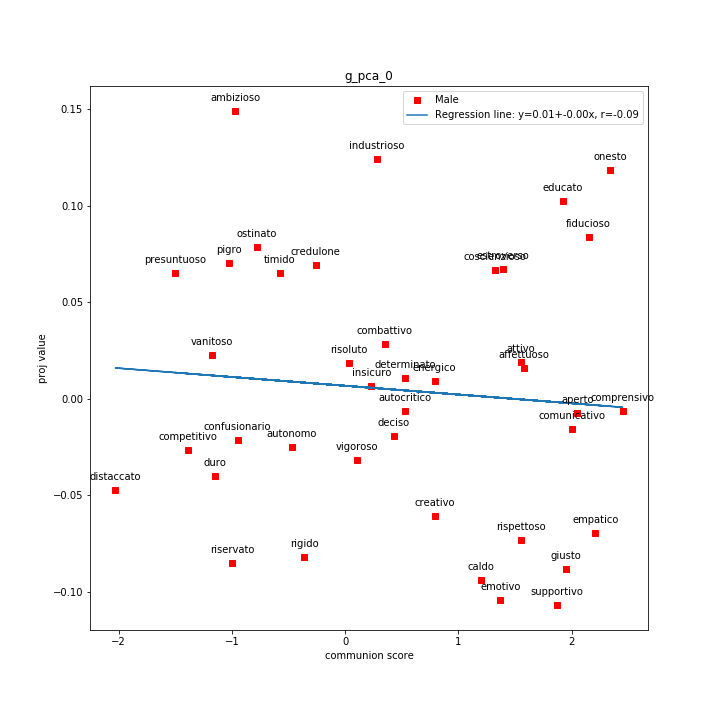 g_pca_0
Male
Regression line: y=0.01+-0.00x, r=-0.09
proj value
0.15
0.10
0.05
0.00
−0.05
−0.10
ambizioso
industrioso
onesto
educato
fiducioso
ostinato
pigro
credulone
presuntuoso
timido
coscienzioso
estroverso
combattivo
vanitoso
risoluto
attivo
affettuoso
determinato
energico
insicuro
autocritico
aperto
comprensivo
comunicativo
deciso
confusionario
competitivo
autonomo
vigoroso
duro
distaccato
creativo
rispettoso
empatico
riservato
rigido
giusto
caldo
emotivo
supportivo
−2
−1
0
1
2
communion score